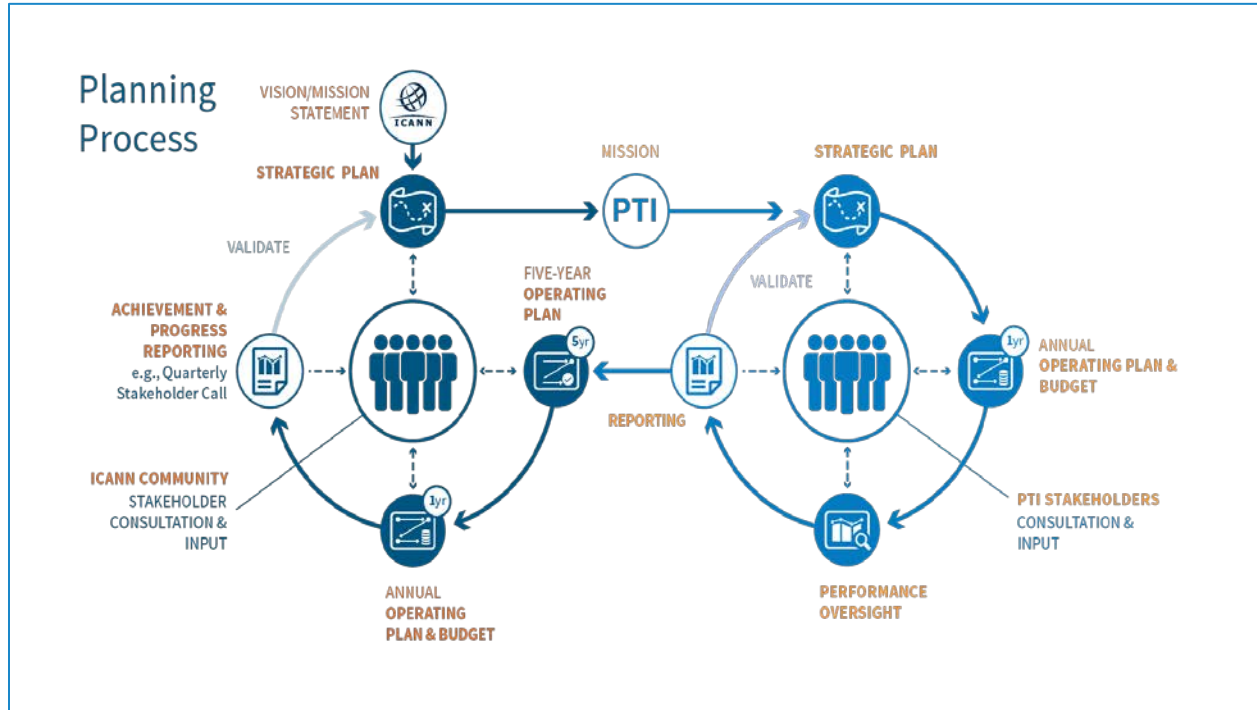 Planning
Process
VISION/MISSION
STATEMENT
ICANN
STRATEGIC PLAN
MISSION
PTI
STRATEGIC PLAN
VALIDATE
VALIDATE
FIVE-YEAR
OPERATING
PLAN
5yr
ACHIEVEMENT &
PROGRESS
REPORTING
e.g., Quarterly
Stakeholder Call
REPORTING
1yr
ANNUAL
OPERATING PLAN &
BUDGET
ICANN COMMUNITY
STAKEHOLDER
CONSULTATION &
INPUT
1yr
ANNUAL
OPERATING
PLAN & BUDGET
PTI STAKEHOLDERS
CONSULTATION &
INPUT
PERFORMANCE
OVERSIGHT